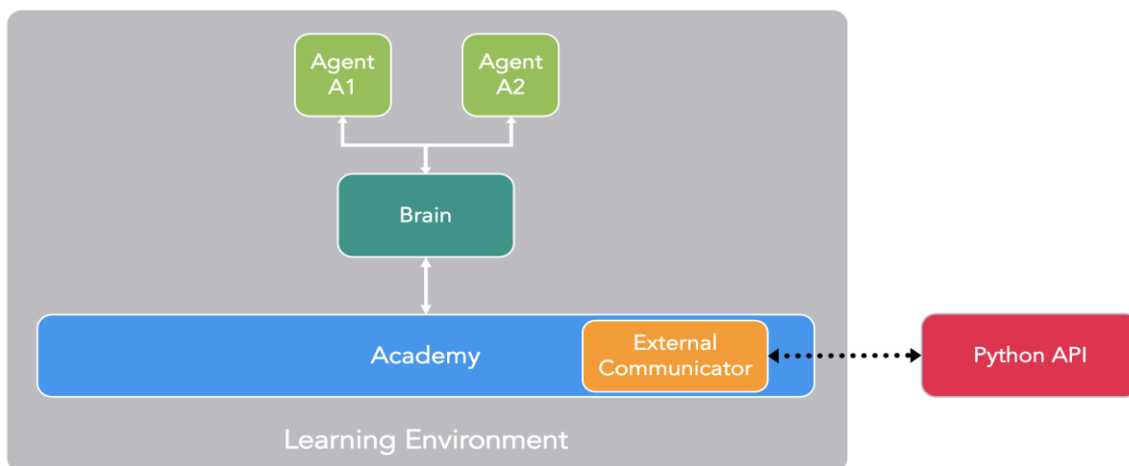 Agent
A1
Agent
A2
Brain
Academy
External
Communicator
Python API
Learning Environment